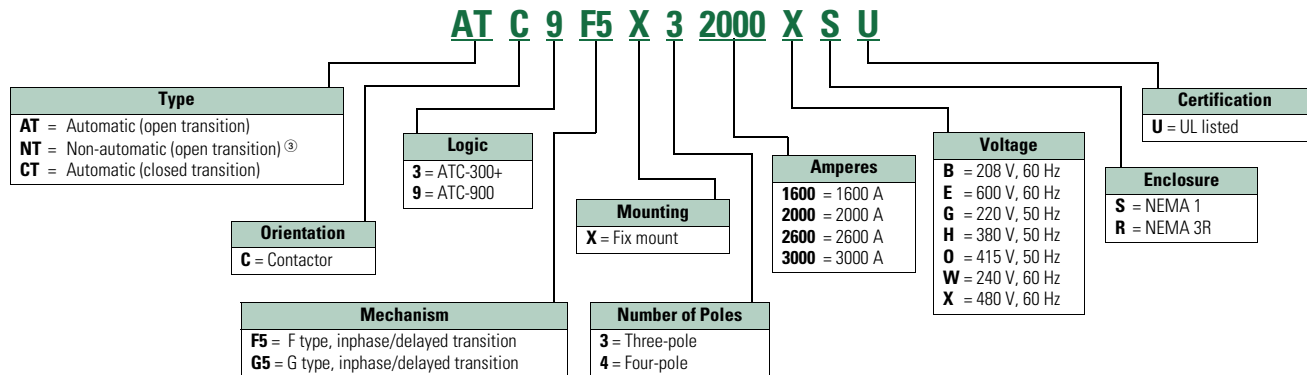 AT C 9 F5 X 3 2000 X S U
Type
AT = Automatic (open transition)
NT = Non-automatic (open transition) ③
CT = Automatic (closed transition)
Orientation
C = Contactor
Logic
3 = ATC-300+
9 = ATC-900
Mechanism
F5 = F type, inphase/delayed transition
G5 = G type, inphase/delayed transition
Mounting
X = Fix mount
Number of Poles
3 = Three-pole
4 = Four-pole
Amperes
1600 = 1600 A
2000 = 2000 A
2600 = 2600 A
3000 = 3000 A
Voltage
B = 208 V, 60 Hz
E = 600 V, 60 Hz
G = 220 V, 50 Hz
H = 380 V, 50 Hz
O = 415 V, 50 Hz
W = 240 V, 60 Hz
X = 480 V, 60 Hz
Enclosure
S = NEMA 1
R = NEMA 3R
Certification
U = UL listed